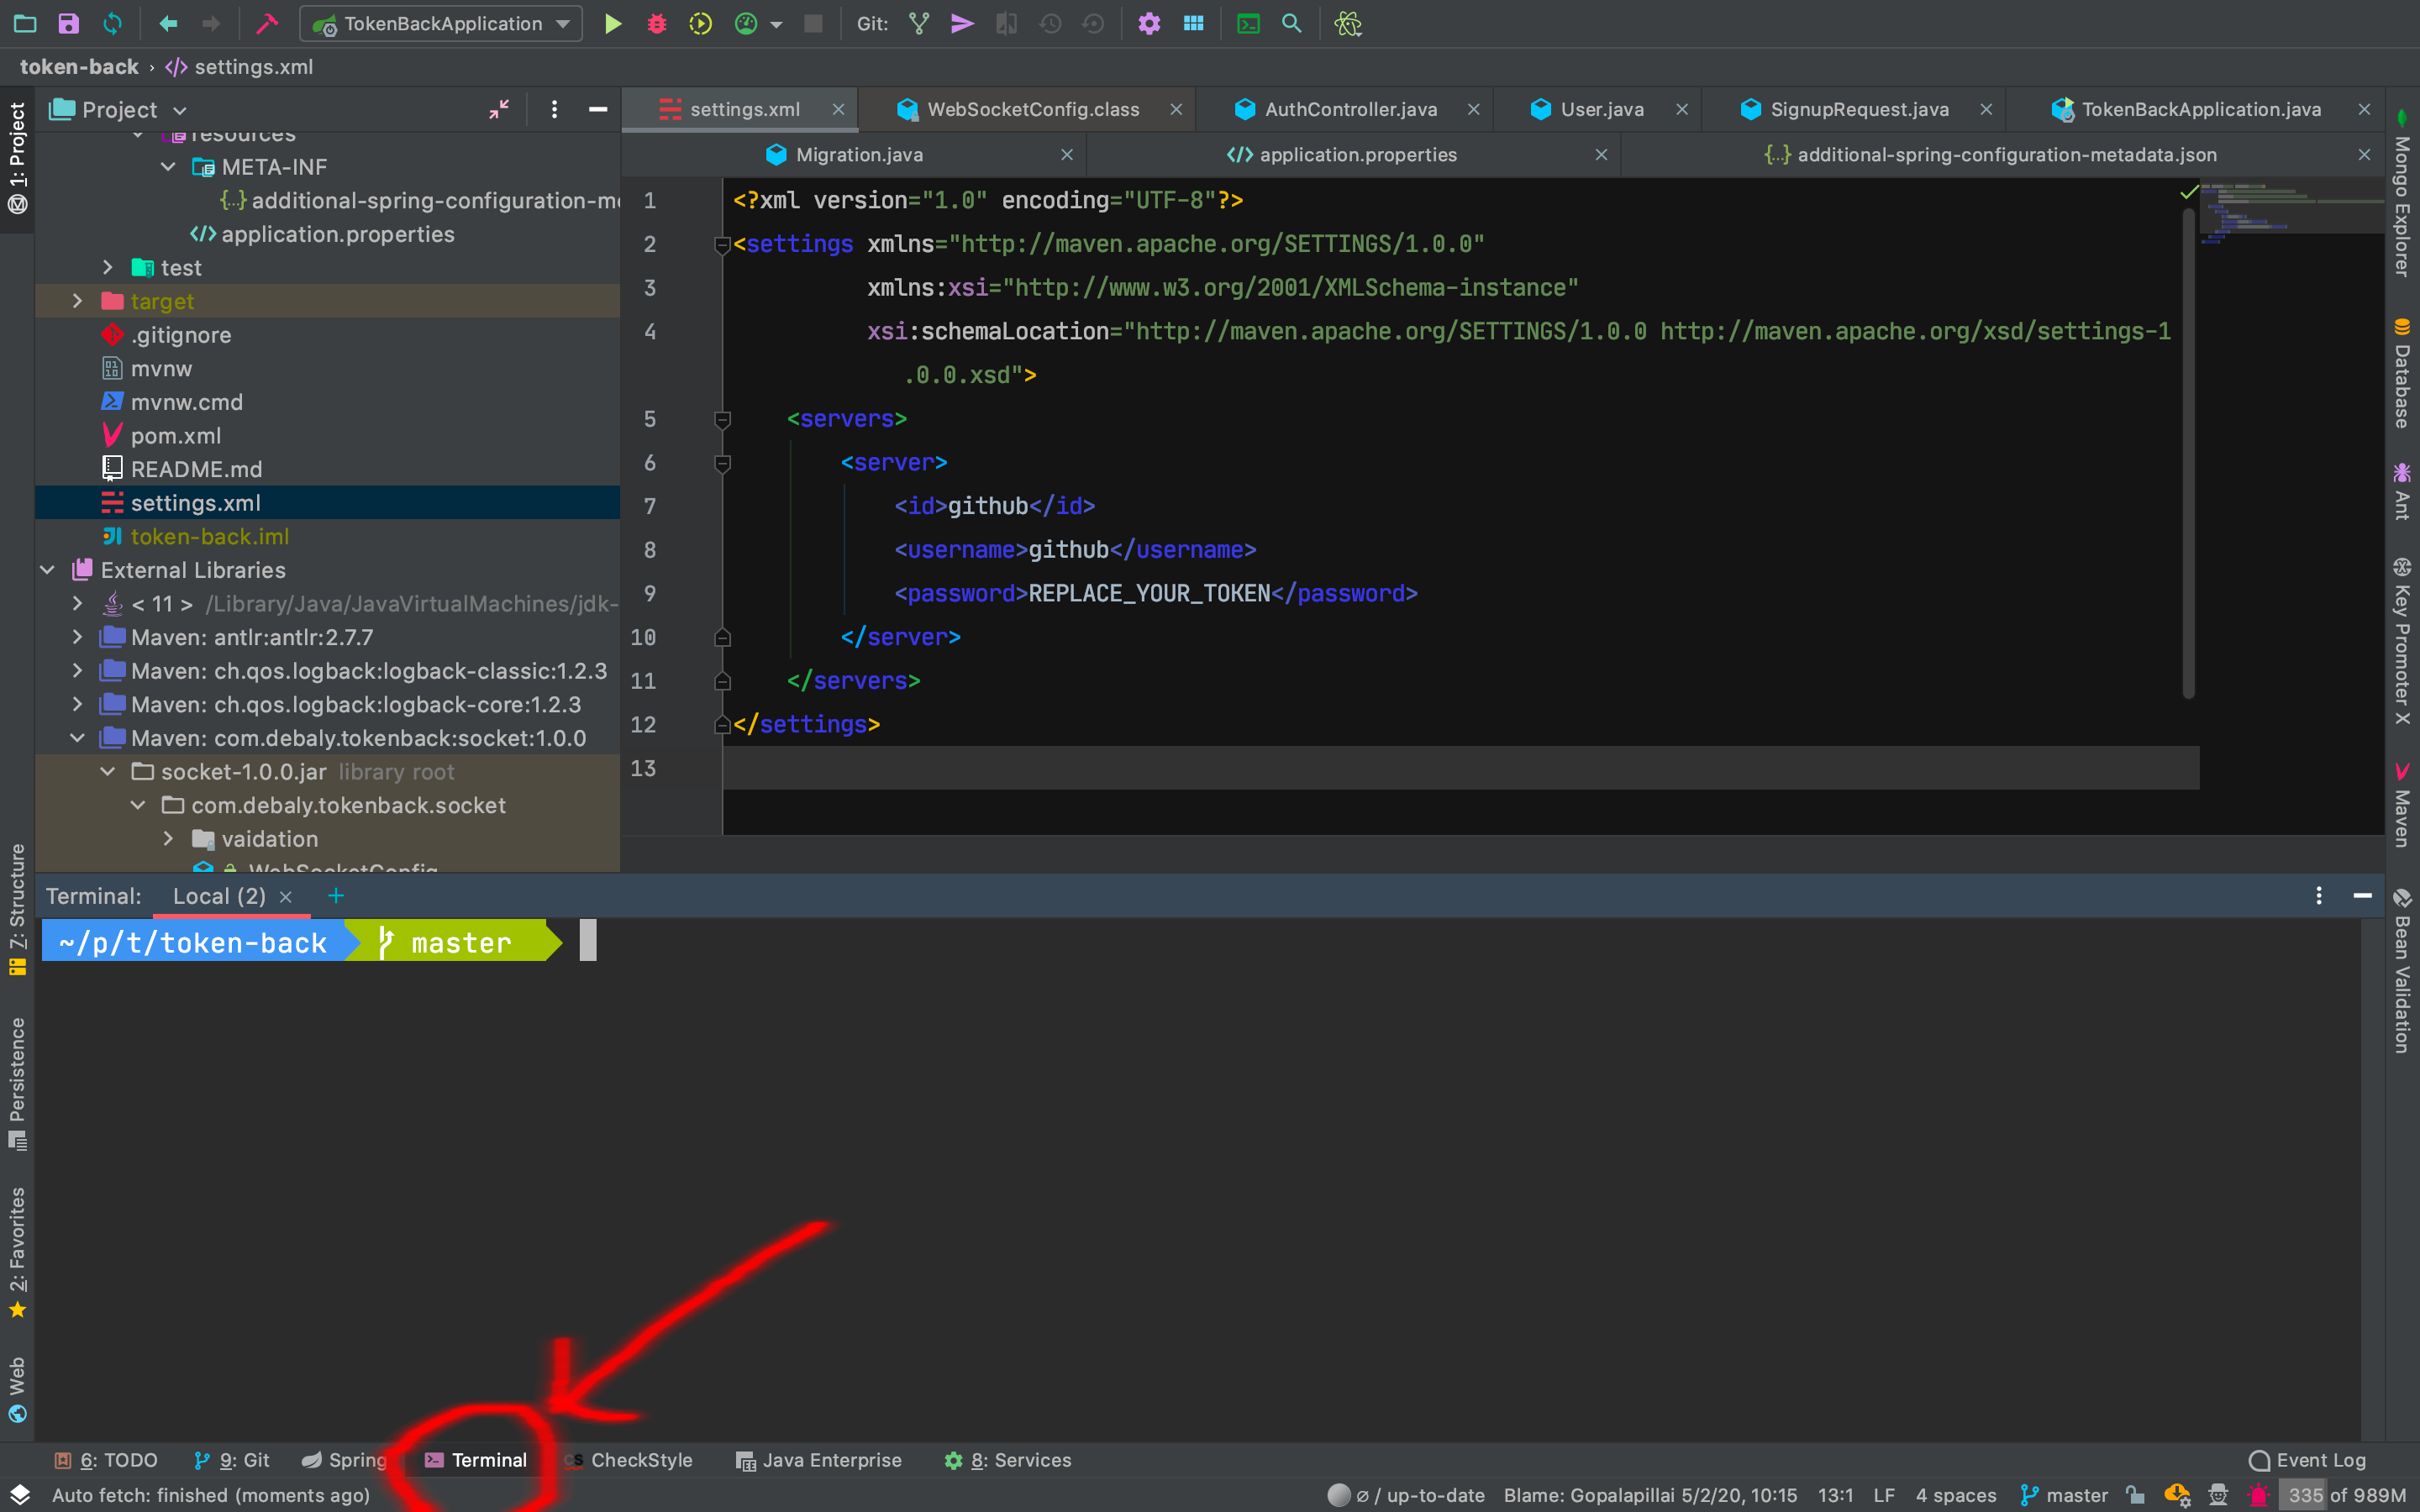 TokenBackApplication Git:
token-back › settings.xml
Project
resources
META-INF
additional-spring-configuration-m
application.properties
test
target
.gitignore
mvnw
mvnw.cmd
pom.xml
README.md
settings.xml
token-back.iml
External Libraries
< 11 > /Library/Java/JavaVirtualMachines/jdk-
Maven: antlr:antlr:2.7.7
Maven: ch.qos.logback:logback-classic:1.2.3
Maven: ch.qos.logback:logback-core:1.2.3
Maven: com.debaly.tokenback:socket:1.0.0
socket-1.0.0.jar library root
com.debaly.tokenback.socket
vaidation
WebSocketConfig
settings.xml WebSocketConfig.class AuthController.java User.java SignupRequest.java TokenBackApplication.java
Migration.java application.properties additional-spring-configuration-metadata.json
1 <?xml version="1.0" encoding="UTF-8"?>
2 <settings xmlns="http://maven.apache.org/SETTINGS/1.0.0"
3 xmlns:xsi="http://www.w3.org/2001/XMLSchema-instance"
4 xsi:schemaLocation="http://maven.apache.org/SETTINGS/1.0.0 http://maven.apache.org/xsd/settings-1
.0.0.xsd">
5 <servers>
6 <server>
7 <id>github</id>
8 <username>github</username>
9 <password>REPLACE_YOUR_TOKEN</password>
10 </server>
11 </servers>
12 </settings>
13
Terminal: Local (2) +
~/p/t/token-back master
1: Project
7: Structure
Persistence
2: Favorites
Web
Mongo Explorer
Database
Ant
Key Promoter X
Maven
Bean Validation
6: TODO 9: Git Spring Terminal CheckStyle Java Enterprise 8: Services Event Log
Auto fetch: finished (moments ago) ⌀ / up-to-date Blame: Gopalapillai 5/2/20, 10:15 13:1 LF 4 spaces master 335 of 989M